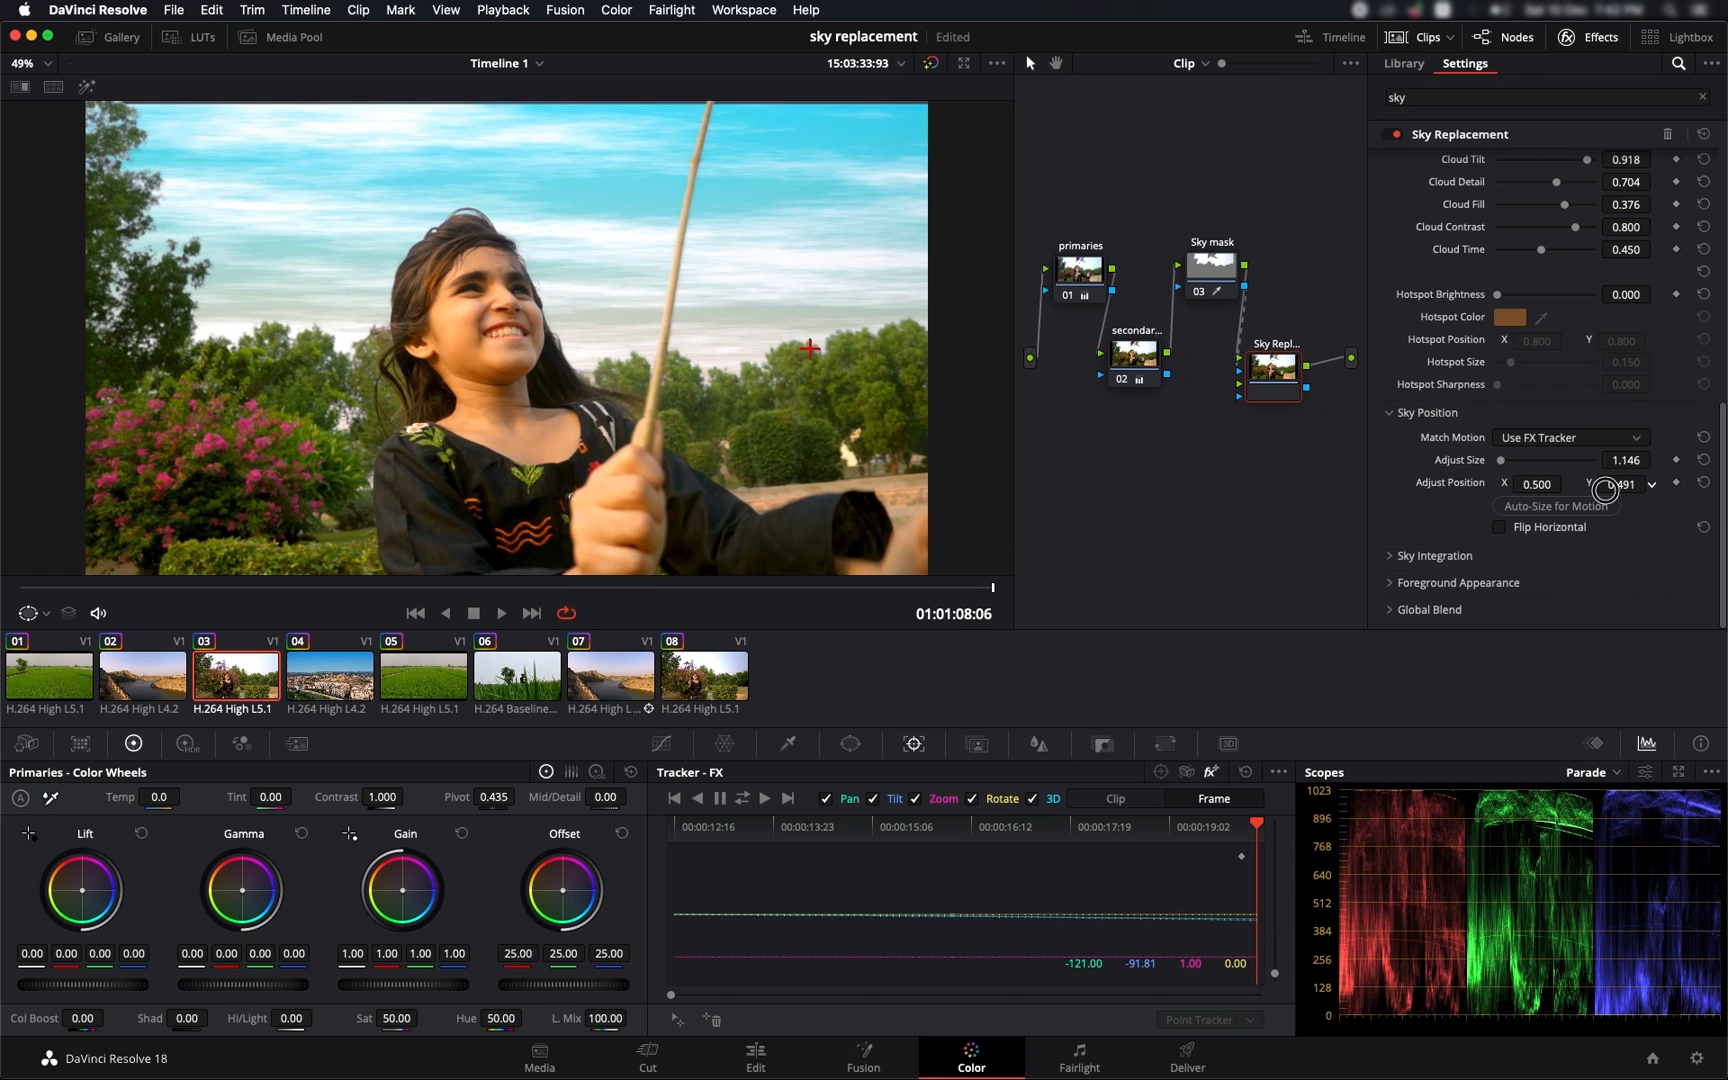 DaVinci Resolve File Edit Trim Timeline Clip Mark View Playback Fusion Color Fairlight Workspace Help
Gallery LUTs Media Pool sky replacement Edited Timeline Clips Nodes Effects Lightbox
49% Timeline 1 15:03:33:93 Clip Library Settings
sky
Sky Replacement
Cloud Tilt 0.918
Cloud Detail 0.704
Cloud Fill 0.376
Cloud Contrast 0.800
Cloud Time 0.450
Hotspot Brightness 0.000
Hotspot Color
Hotspot Position X 0.800 Y 0.800
Hotspot Size 0.150
Hotspot Sharpness 0.000
Sky Position
Match Motion Use FX Tracker
Adjust Size 1.146
Adjust Position X 0.500 Y 0.491
Auto-Size for Motion
Flip Horizontal
Sky Integration
Foreground Appearance
Global Blend
primaries
01
Sky mask
03
secondar...
02
Sky Repl...
01:01:08:06
01 V1 02 V1 03 V1 04 V1 05 V1 06 V1 07 V1 08 V1
H.264 High L5.1 H.264 High L4.2 H.264 High L5.1 H.264 High L4.2 H.264 High L5.1 H.264 Baseline... H.264 High L... H.264 High L5.1
HDR 3D
Primaries - Color Wheels
Temp 0.0 Tint 0.00 Contrast 1.000 Pivot 0.435 Mid/Detail 0.00
Lift Gamma Gain Offset
0.00 0.00 0.00 0.00 0.00 0.00 0.00 0.00 1.00 1.00 1.00 1.00 25.00 25.00 25.00
Col Boost 0.00 Shad 0.00 Hi/Light 0.00 Sat 50.00 Hue 50.00 L. Mix 100.00
Tracker - FX
Pan Tilt Zoom Rotate 3D Clip Frame
00:00:12:16 00:00:13:23 00:00:15:06 00:00:16:12 00:00:17:19 00:00:19:02
-121.00 -91.81 1.00 0.00
Point Tracker
Scopes Parade
1023
896
768
640
512
384
256
128
0
DaVinci Resolve 18 Media Cut Edit Fusion Color Fairlight Deliver